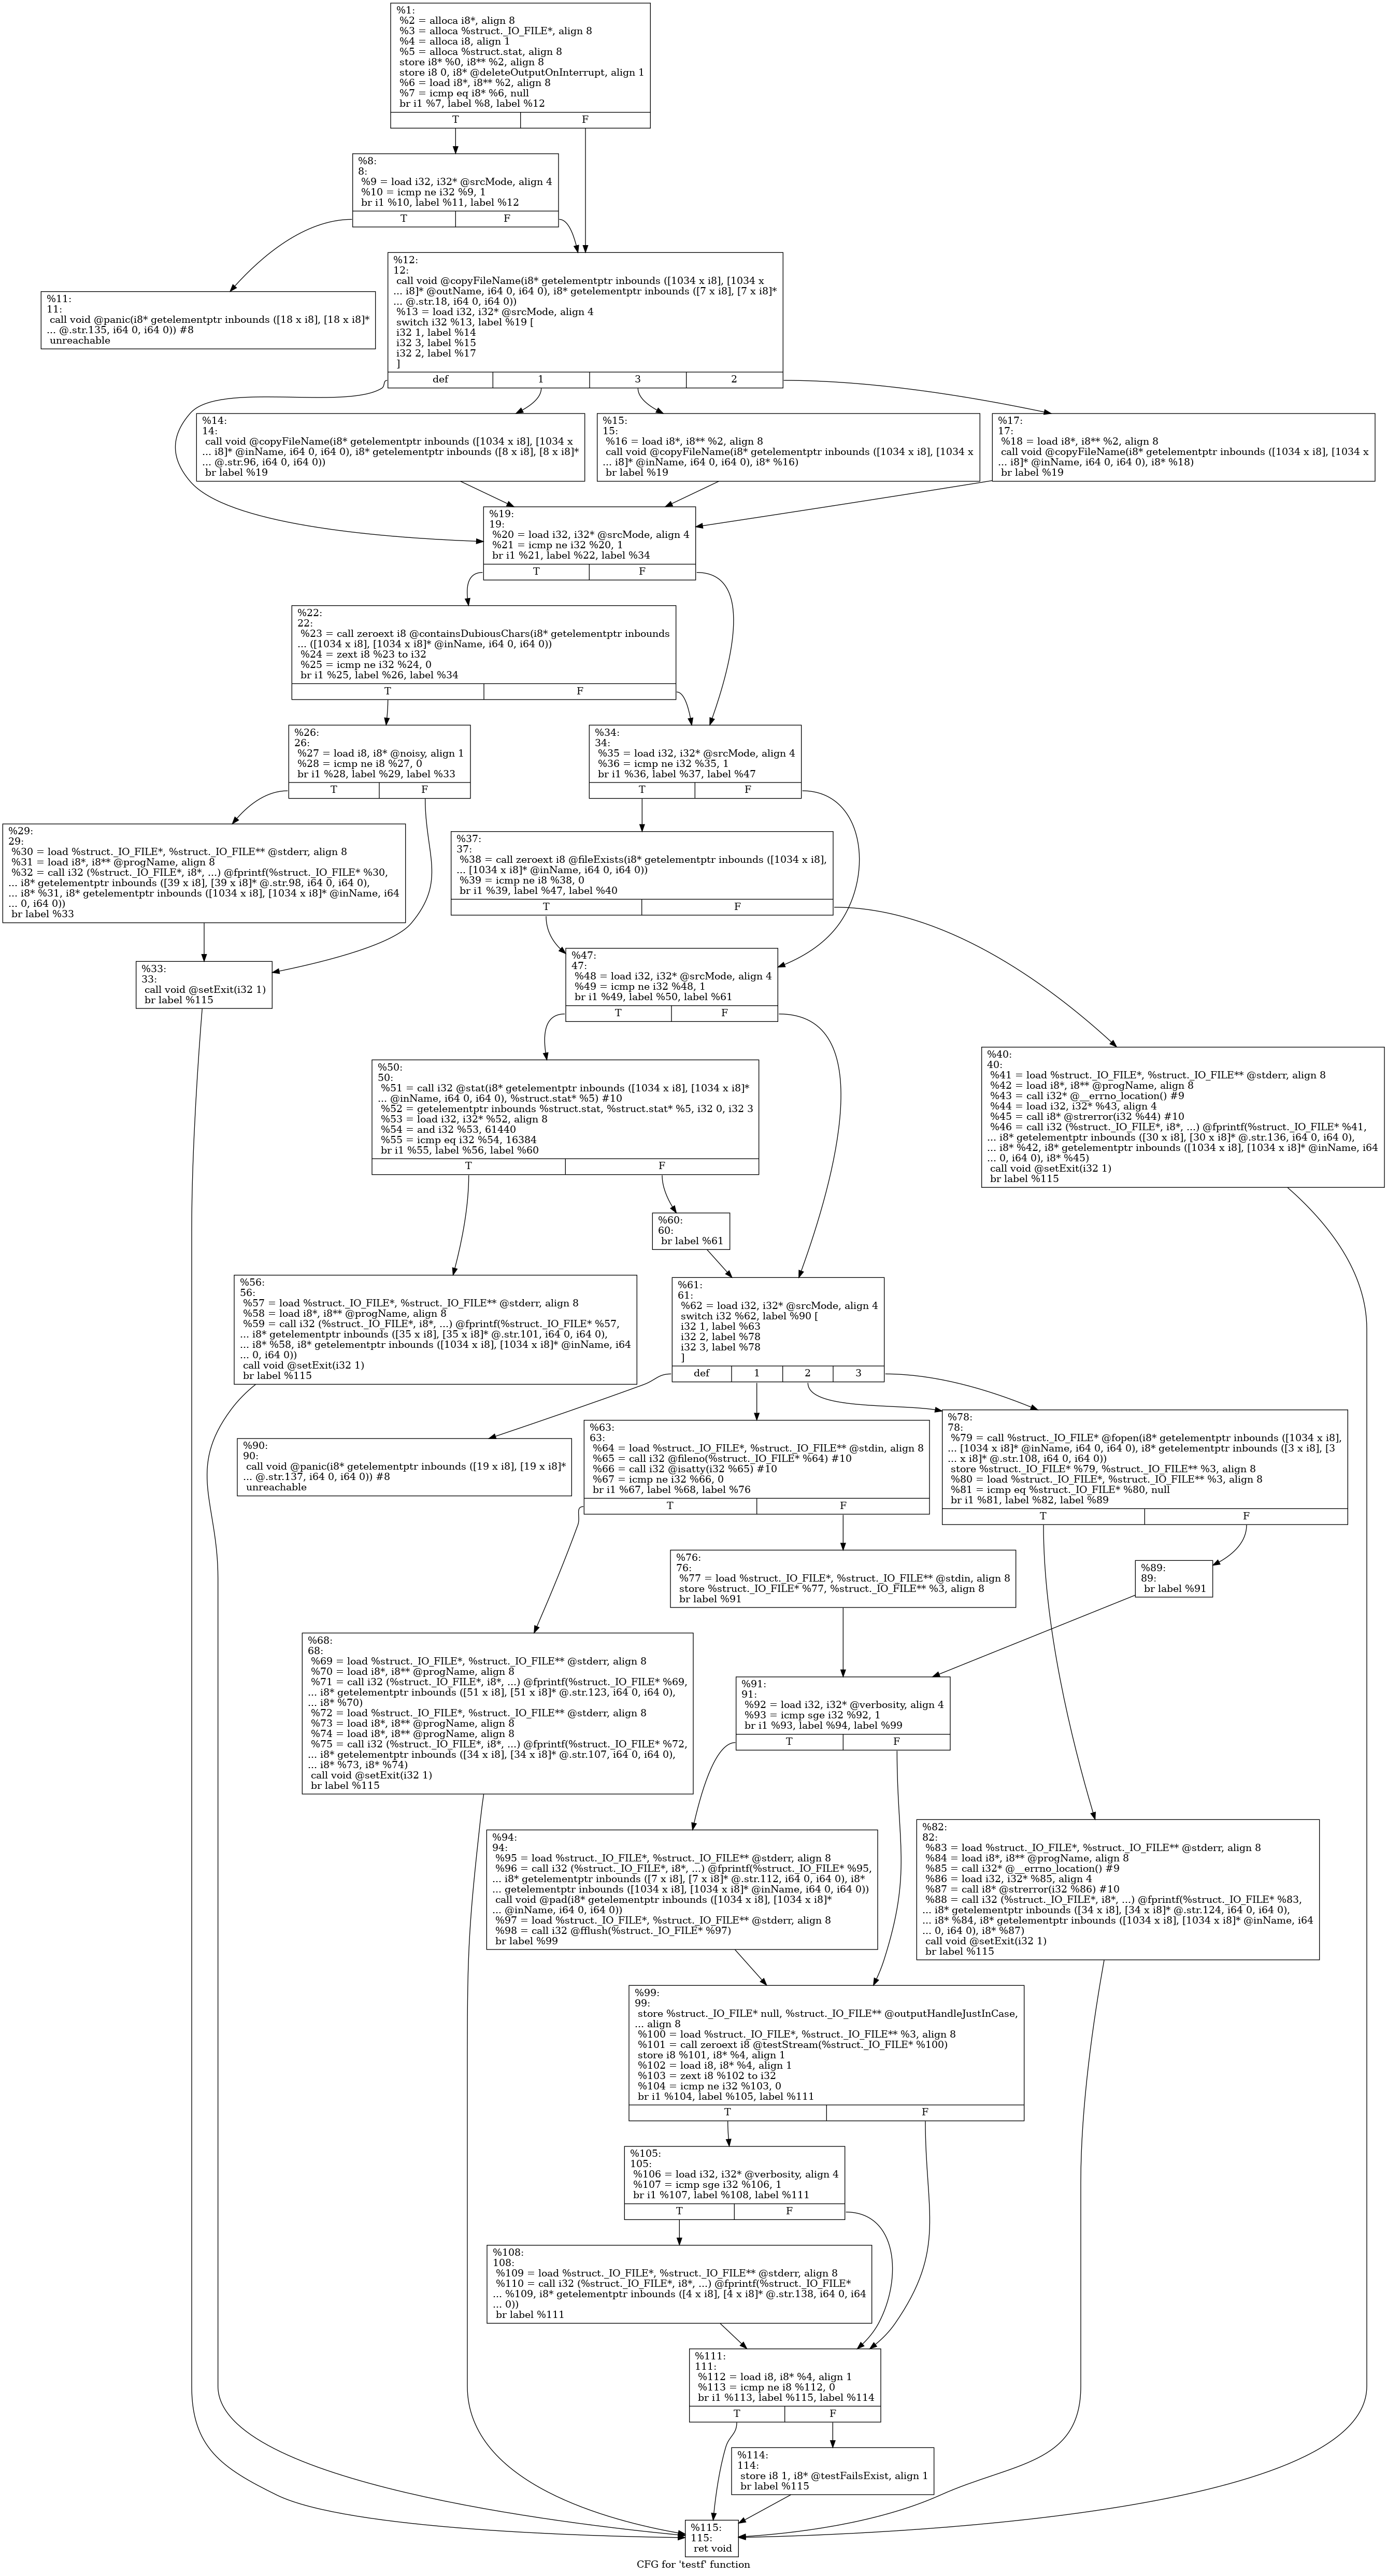 %1:
%2 = alloca i8*, align 8
%3 = alloca %struct._IO_FILE*, align 8
%4 = alloca i8, align 1
%5 = alloca %struct.stat, align 8
store i8* %0, i8** %2, align 8
store i8 0, i8* @deleteOutputOnInterrupt, align 1
%6 = load i8*, i8** %2, align 8
%7 = icmp eq i8* %6, null
br i1 %7, label %8, label %12
T F
%8:
8:
%9 = load i32, i32* @srcMode, align 4
%10 = icmp ne i32 %9, 1
br i1 %10, label %11, label %12
T F
%11:
11:
call void @panic(i8* getelementptr inbounds ([18 x i8], [18 x i8]*
... @.str.135, i64 0, i64 0)) #8
unreachable
%12:
12:
call void @copyFileName(i8* getelementptr inbounds ([1034 x i8], [1034 x
... i8]* @outName, i64 0, i64 0), i8* getelementptr inbounds ([7 x i8], [7 x i8]*
... @.str.18, i64 0, i64 0))
%13 = load i32, i32* @srcMode, align 4
switch i32 %13, label %19 [
i32 1, label %14
i32 3, label %15
i32 2, label %17
]
def 1 3 2
%14:
14:
call void @copyFileName(i8* getelementptr inbounds ([1034 x i8], [1034 x
... i8]* @inName, i64 0, i64 0), i8* getelementptr inbounds ([8 x i8], [8 x i8]*
... @.str.96, i64 0, i64 0))
br label %19
%15:
15:
%16 = load i8*, i8** %2, align 8
call void @copyFileName(i8* getelementptr inbounds ([1034 x i8], [1034 x
... i8]* @inName, i64 0, i64 0), i8* %16)
br label %19
%17:
17:
%18 = load i8*, i8** %2, align 8
call void @copyFileName(i8* getelementptr inbounds ([1034 x i8], [1034 x
... i8]* @inName, i64 0, i64 0), i8* %18)
br label %19
%19:
19:
%20 = load i32, i32* @srcMode, align 4
%21 = icmp ne i32 %20, 1
br i1 %21, label %22, label %34
T F
%22:
22:
%23 = call zeroext i8 @containsDubiousChars(i8* getelementptr inbounds
... ([1034 x i8], [1034 x i8]* @inName, i64 0, i64 0))
%24 = zext i8 %23 to i32
%25 = icmp ne i32 %24, 0
br i1 %25, label %26, label %34
T F
%26:
26:
%27 = load i8, i8* @noisy, align 1
%28 = icmp ne i8 %27, 0
br i1 %28, label %29, label %33
T F
%34:
34:
%35 = load i32, i32* @srcMode, align 4
%36 = icmp ne i32 %35, 1
br i1 %36, label %37, label %47
T F
%29:
29:
%30 = load %struct._IO_FILE*, %struct._IO_FILE** @stderr, align 8
%31 = load i8*, i8** @progName, align 8
%32 = call i32 (%struct._IO_FILE*, i8*, ...) @fprintf(%struct._IO_FILE* %30,
... i8* getelementptr inbounds ([39 x i8], [39 x i8]* @.str.98, i64 0, i64 0),
... i8* %31, i8* getelementptr inbounds ([1034 x i8], [1034 x i8]* @inName, i64
... 0, i64 0))
br label %33
%37:
37:
%38 = call zeroext i8 @fileExists(i8* getelementptr inbounds ([1034 x i8],
... [1034 x i8]* @inName, i64 0, i64 0))
%39 = icmp ne i8 %38, 0
br i1 %39, label %47, label %40
T F
%33:
33:
call void @setExit(i32 1)
br label %115
%47:
47:
%48 = load i32, i32* @srcMode, align 4
%49 = icmp ne i32 %48, 1
br i1 %49, label %50, label %61
T F
%40:
40:
%41 = load %struct._IO_FILE*, %struct._IO_FILE** @stderr, align 8
%42 = load i8*, i8** @progName, align 8
%43 = call i32* @__errno_location() #9
%44 = load i32, i32* %43, align 4
%45 = call i8* @strerror(i32 %44) #10
%46 = call i32 (%struct._IO_FILE*, i8*, ...) @fprintf(%struct._IO_FILE* %41,
... i8* getelementptr inbounds ([30 x i8], [30 x i8]* @.str.136, i64 0, i64 0),
... i8* %42, i8* getelementptr inbounds ([1034 x i8], [1034 x i8]* @inName, i64
... 0, i64 0), i8* %45)
call void @setExit(i32 1)
br label %115
%50:
50:
%51 = call i32 @stat(i8* getelementptr inbounds ([1034 x i8], [1034 x i8]*
... @inName, i64 0, i64 0), %struct.stat* %5) #10
%52 = getelementptr inbounds %struct.stat, %struct.stat* %5, i32 0, i32 3
%53 = load i32, i32* %52, align 8
%54 = and i32 %53, 61440
%55 = icmp eq i32 %54, 16384
br i1 %55, label %56, label %60
T F
%60:
60:
br label %61
%56:
56:
%57 = load %struct._IO_FILE*, %struct._IO_FILE** @stderr, align 8
%58 = load i8*, i8** @progName, align 8
%59 = call i32 (%struct._IO_FILE*, i8*, ...) @fprintf(%struct._IO_FILE* %57,
... i8* getelementptr inbounds ([35 x i8], [35 x i8]* @.str.101, i64 0, i64 0),
... i8* %58, i8* getelementptr inbounds ([1034 x i8], [1034 x i8]* @inName, i64
... 0, i64 0))
call void @setExit(i32 1)
br label %115
%61:
61:
%62 = load i32, i32* @srcMode, align 4
switch i32 %62, label %90 [
i32 1, label %63
i32 2, label %78
i32 3, label %78
]
def 1 2 3
%90:
90:
call void @panic(i8* getelementptr inbounds ([19 x i8], [19 x i8]*
... @.str.137, i64 0, i64 0)) #8
unreachable
%63:
63:
%64 = load %struct._IO_FILE*, %struct._IO_FILE** @stdin, align 8
%65 = call i32 @fileno(%struct._IO_FILE* %64) #10
%66 = call i32 @isatty(i32 %65) #10
%67 = icmp ne i32 %66, 0
br i1 %67, label %68, label %76
T F
%78:
78:
%79 = call %struct._IO_FILE* @fopen(i8* getelementptr inbounds ([1034 x i8],
... [1034 x i8]* @inName, i64 0, i64 0), i8* getelementptr inbounds ([3 x i8], [3
... x i8]* @.str.108, i64 0, i64 0))
store %struct._IO_FILE* %79, %struct._IO_FILE** %3, align 8
%80 = load %struct._IO_FILE*, %struct._IO_FILE** %3, align 8
%81 = icmp eq %struct._IO_FILE* %80, null
br i1 %81, label %82, label %89
T F
%76:
76:
%77 = load %struct._IO_FILE*, %struct._IO_FILE** @stdin, align 8
store %struct._IO_FILE* %77, %struct._IO_FILE** %3, align 8
br label %91
%89:
89:
br label %91
%68:
68:
%69 = load %struct._IO_FILE*, %struct._IO_FILE** @stderr, align 8
%70 = load i8*, i8** @progName, align 8
%71 = call i32 (%struct._IO_FILE*, i8*, ...) @fprintf(%struct._IO_FILE* %69,
... i8* getelementptr inbounds ([51 x i8], [51 x i8]* @.str.123, i64 0, i64 0),
... i8* %70)
%72 = load %struct._IO_FILE*, %struct._IO_FILE** @stderr, align 8
%73 = load i8*, i8** @progName, align 8
%74 = load i8*, i8** @progName, align 8
%75 = call i32 (%struct._IO_FILE*, i8*, ...) @fprintf(%struct._IO_FILE* %72,
... i8* getelementptr inbounds ([34 x i8], [34 x i8]* @.str.107, i64 0, i64 0),
... i8* %73, i8* %74)
call void @setExit(i32 1)
br label %115
%91:
91:
%92 = load i32, i32* @verbosity, align 4
%93 = icmp sge i32 %92, 1
br i1 %93, label %94, label %99
T F
%94:
94:
%95 = load %struct._IO_FILE*, %struct._IO_FILE** @stderr, align 8
%96 = call i32 (%struct._IO_FILE*, i8*, ...) @fprintf(%struct._IO_FILE* %95,
... i8* getelementptr inbounds ([7 x i8], [7 x i8]* @.str.112, i64 0, i64 0), i8*
... getelementptr inbounds ([1034 x i8], [1034 x i8]* @inName, i64 0, i64 0))
call void @pad(i8* getelementptr inbounds ([1034 x i8], [1034 x i8]*
... @inName, i64 0, i64 0))
%97 = load %struct._IO_FILE*, %struct._IO_FILE** @stderr, align 8
%98 = call i32 @fflush(%struct._IO_FILE* %97)
br label %99
%82:
82:
%83 = load %struct._IO_FILE*, %struct._IO_FILE** @stderr, align 8
%84 = load i8*, i8** @progName, align 8
%85 = call i32* @__errno_location() #9
%86 = load i32, i32* %85, align 4
%87 = call i8* @strerror(i32 %86) #10
%88 = call i32 (%struct._IO_FILE*, i8*, ...) @fprintf(%struct._IO_FILE* %83,
... i8* getelementptr inbounds ([34 x i8], [34 x i8]* @.str.124, i64 0, i64 0),
... i8* %84, i8* getelementptr inbounds ([1034 x i8], [1034 x i8]* @inName, i64
... 0, i64 0), i8* %87)
call void @setExit(i32 1)
br label %115
%99:
99:
store %struct._IO_FILE* null, %struct._IO_FILE** @outputHandleJustInCase,
... align 8
%100 = load %struct._IO_FILE*, %struct._IO_FILE** %3, align 8
%101 = call zeroext i8 @testStream(%struct._IO_FILE* %100)
store i8 %101, i8* %4, align 1
%102 = load i8, i8* %4, align 1
%103 = zext i8 %102 to i32
%104 = icmp ne i32 %103, 0
br i1 %104, label %105, label %111
T F
%105:
105:
%106 = load i32, i32* @verbosity, align 4
%107 = icmp sge i32 %106, 1
br i1 %107, label %108, label %111
T F
%108:
108:
%109 = load %struct._IO_FILE*, %struct._IO_FILE** @stderr, align 8
%110 = call i32 (%struct._IO_FILE*, i8*, ...) @fprintf(%struct._IO_FILE*
... %109, i8* getelementptr inbounds ([4 x i8], [4 x i8]* @.str.138, i64 0, i64
... 0))
br label %111
%111:
111:
%112 = load i8, i8* %4, align 1
%113 = icmp ne i8 %112, 0
br i1 %113, label %115, label %114
T F
%114:
114:
store i8 1, i8* @testFailsExist, align 1
br label %115
%115:
115:
ret void
CFG for 'testf' function